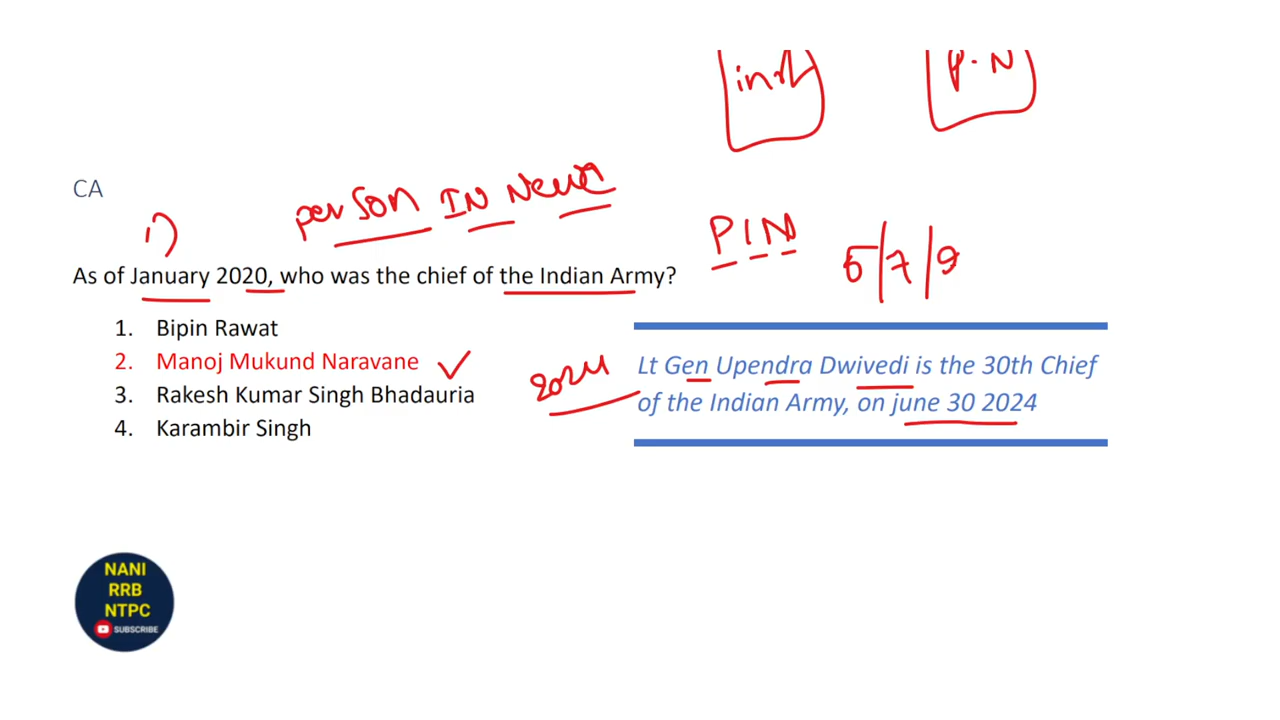 P.N
CA
person IN News
1)
PIN
5/7/9
As of January 2020, who was the chief of the Indian Army?
1. Bipin Rawat
2. Manoj Mukund Naravane
3. Rakesh Kumar Singh Bhadauria
4. Karambir Singh
2024
Lt Gen Upendra Dwivedi is the 30th Chief
of the Indian Army, on june 30 2024
NANI
RRB
NTPC
SUBSCRIBE